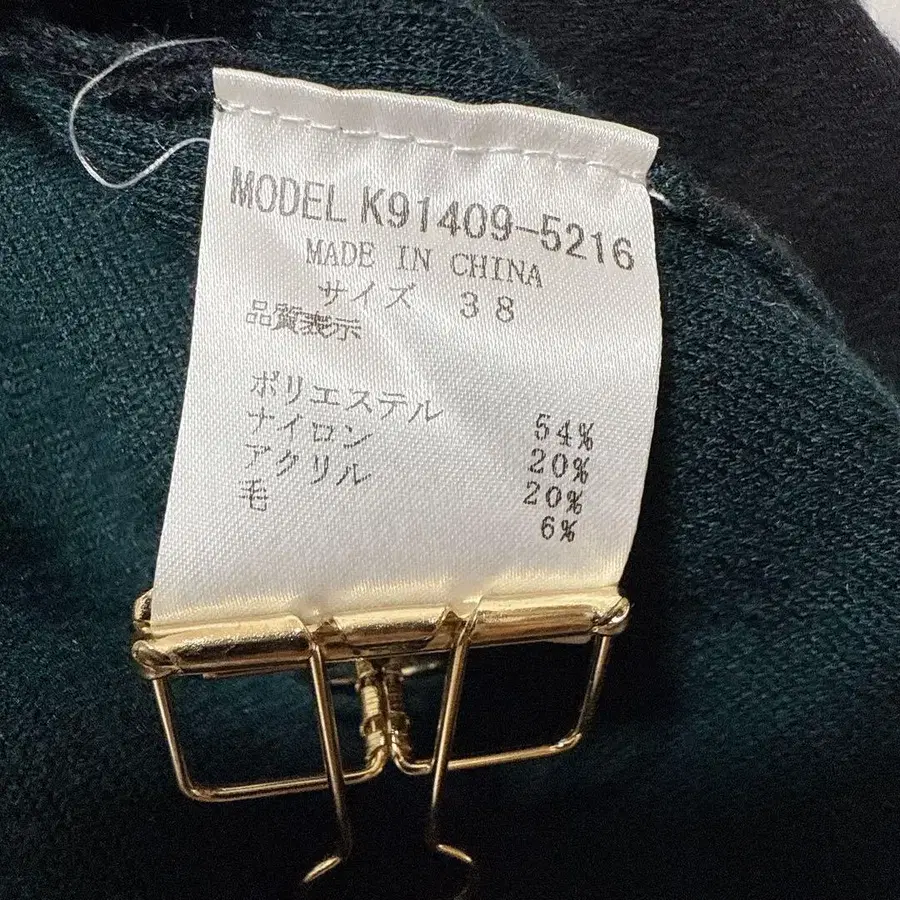 MODEL K91409-5216
MADE IN CHINA
サイズ 38
品質表示
ポリエステル 54%
ナイロン 20%
アクリル 20%
毛 6%